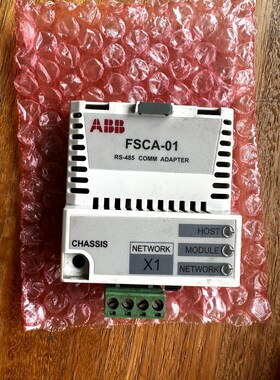 ABB
FSCA-01
RS-485 COMM ADAPTER
HOST
CHASSIS
NETWORK
MODULE
X1
NETWORK